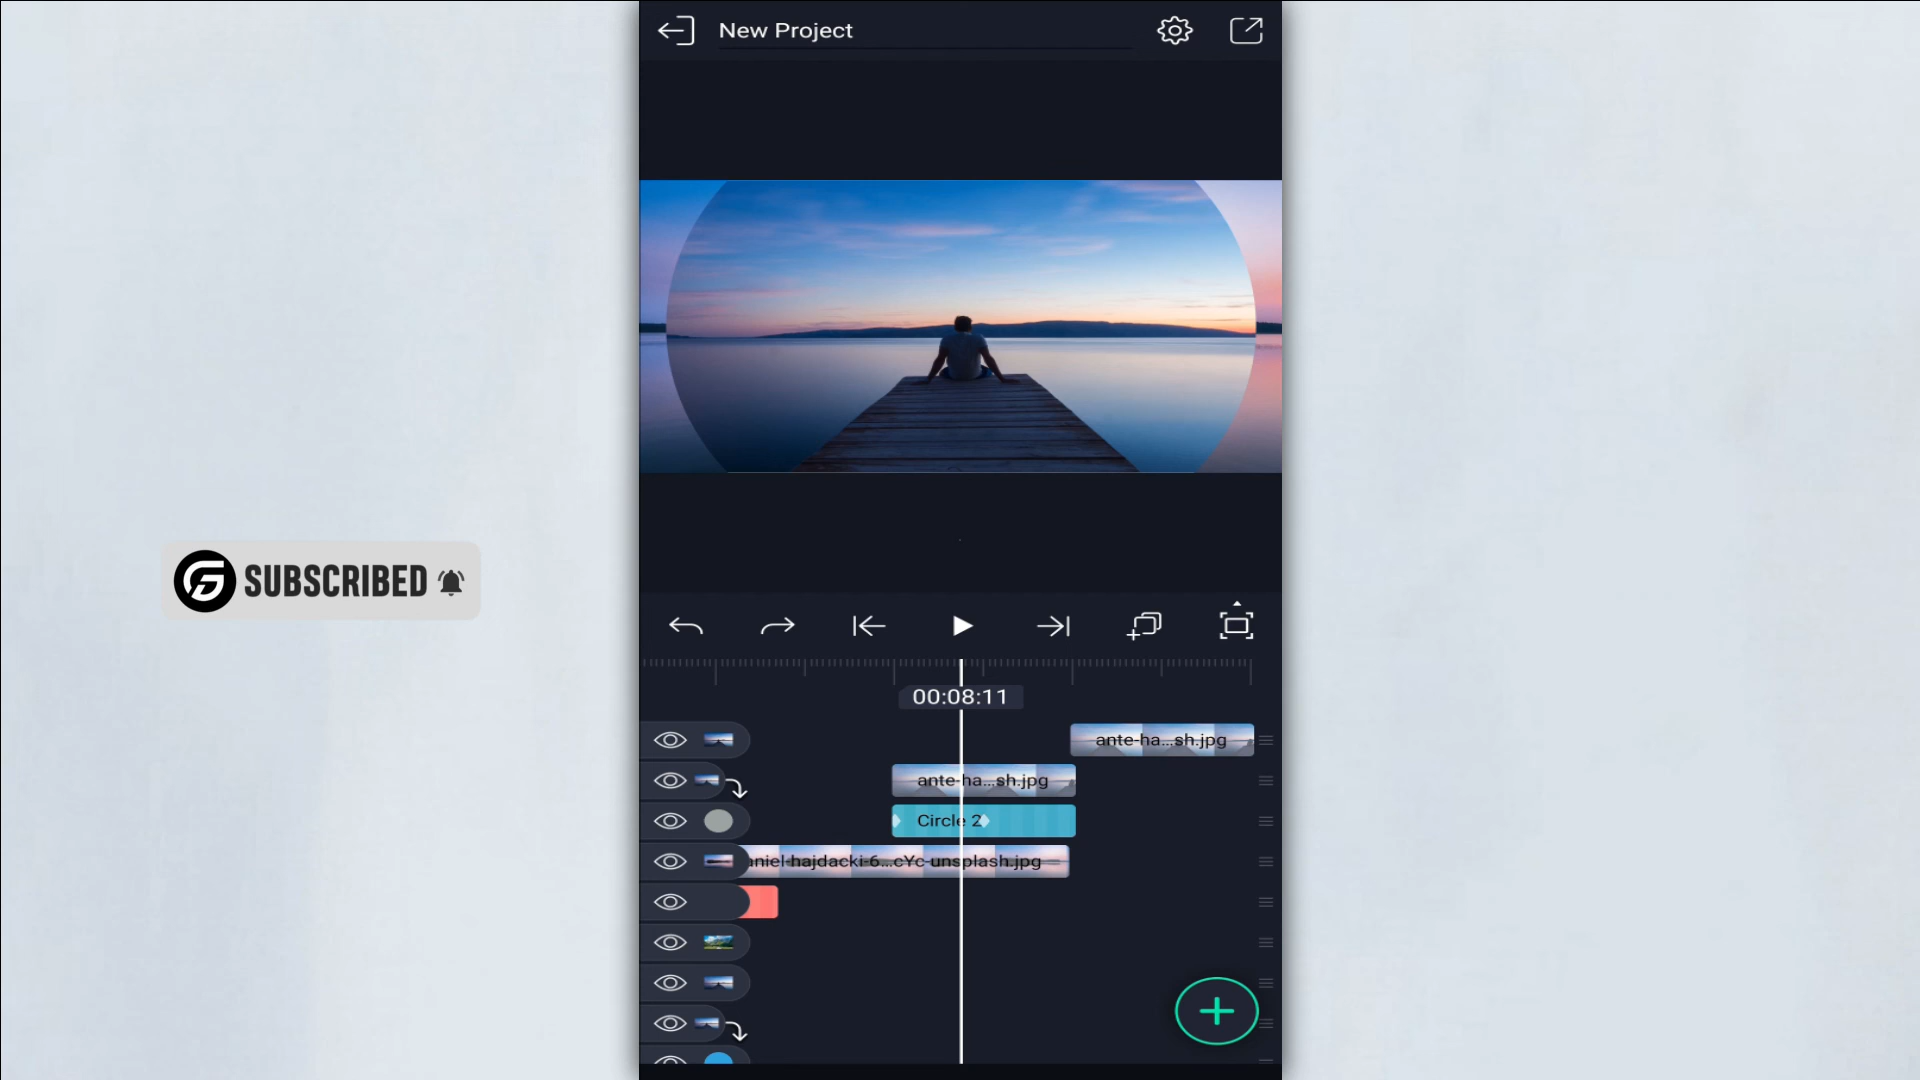 New Project
SUBSCRIBED
00:08:11
ante-ha...sh.jpg
ante-ha...sh.jpg
Circle 2
niel-hajdacki-6...cYc-unsplash.jpg